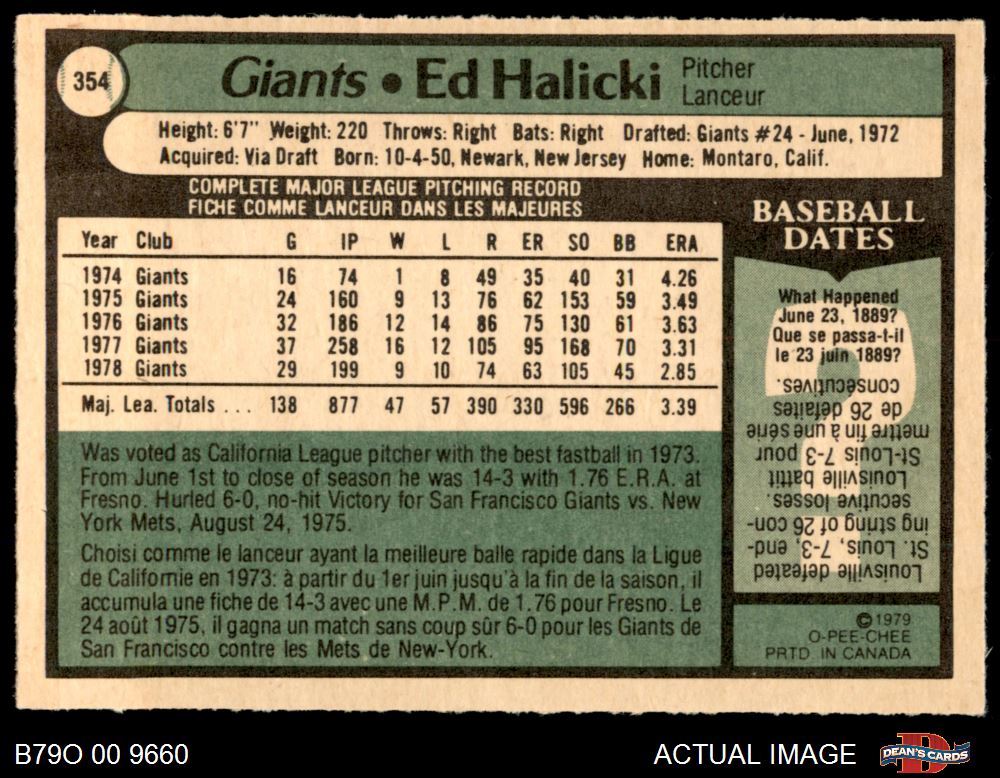 354
Giants • Ed Halicki
Pitcher
Lanceur
Height: 6'7" Weight: 220 Throws: Right Bats: Right Drafted: Giants #24 - June, 1972
Acquired: Via Draft Born: 10-4-50, Newark, New Jersey Home: Montaro, Calif.
COMPLETE MAJOR LEAGUE PITCHING RECORD
FICHE COMME LANCEUR DANS LES MAJEURES
Year Club G IP W L R ER SO BB ERA
1974 Giants 16 74 1 8 49 35 40 31 4.26
1975 Giants 24 160 9 13 76 62 153 59 3.49
1976 Giants 32 186 12 14 86 75 130 61 3.63
1977 Giants 37 258 16 12 105 95 168 70 3.31
1978 Giants 29 199 9 10 74 63 105 45 2.85
Maj. Lea. Totals ... 138 877 47 57 390 330 596 266 3.39
Was voted as California League pitcher with the best fastball in 1973.
From June 1st to close of season he was 14-3 with 1.76 E.R.A. at
Fresno. Hurled 6-0, no-hit Victory for San Francisco Giants vs. New
York Mets, August 24, 1975.
Choisi comme le lanceur ayant la meilleure balle rapide dans la Ligue
de Californie en 1973: à partir du 1er juin jusqu'à la fin de la saison, il
accumula une fiche de 14-3 avec une M.P.M. de 1.76 pour Fresno. Le
24 août 1975, il gagna un match sans coup sûr 6-0 pour les Giants de
San Francisco contre les Mets de New-York.
BASEBALL
DATES
What Happened
June 23, 1889?
Que se passa-t-il
le 23 juin 1889?
Louisville defeated
St. Louis, 7-3, end-
ing string of 26 con-
secutive losses.
Louisville battit
St-Louis 7-3 pour
mettre fin à une série
de 26 défaites
consécutives.
©1979
O-PEE-CHEE
PRTD IN CANADA
B79O 00 9660
ACTUAL IMAGE
DEAN'S CARDS